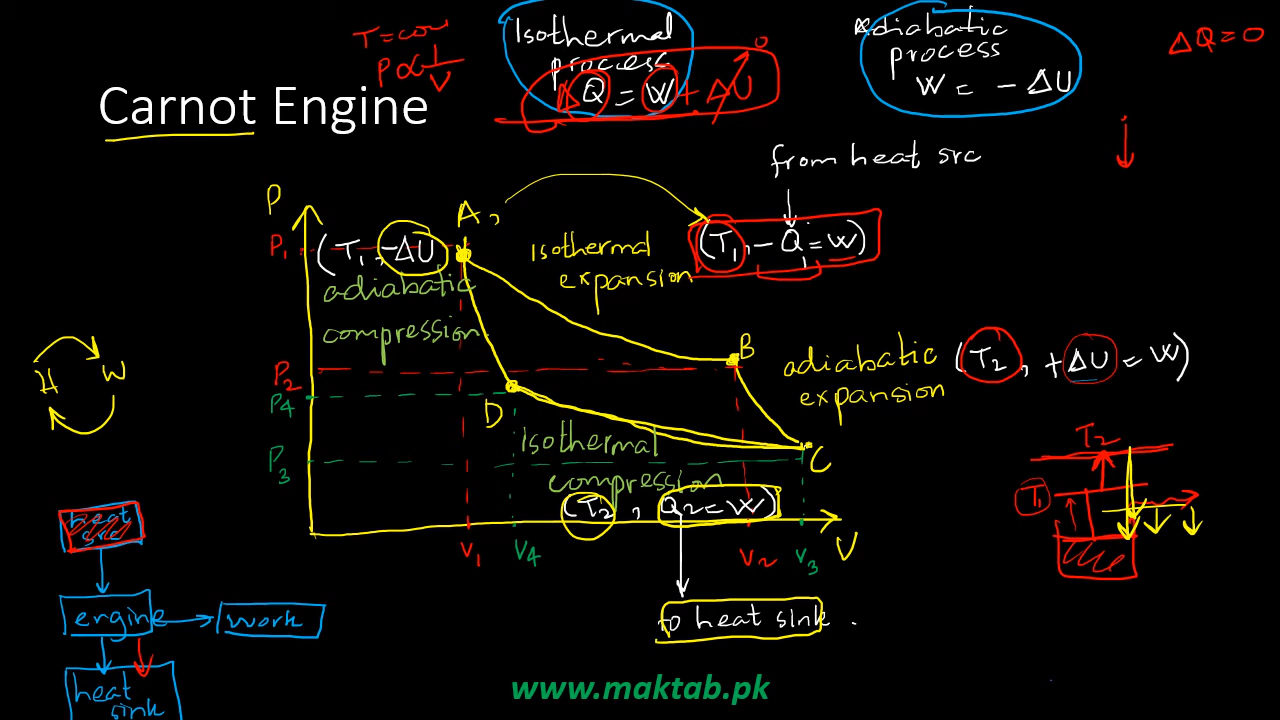 T = con
P ∝ 1/V
Isothermal
process
ΔQ = W + ΔU
0
Adiabatic
process
W = - ΔU
ΔQ = 0
Carnot Engine
from heat src
P
A,
P₁
(T₁, -ΔU
adiabatic
compression
Isothermal
expansion
(T₁, - Q₁ = W)
B
adiabatic
expansion
(T₂, +ΔU = W)
H W
P₂
P₄
D
P₃
Isothermal
compression
C
(T₂, Q₂ = W)
V₁ V₄ V₂ V₃ V
T₂
T₁
heat
src
engine
work
heat
sink
to heat sink.
www.maktab.pk